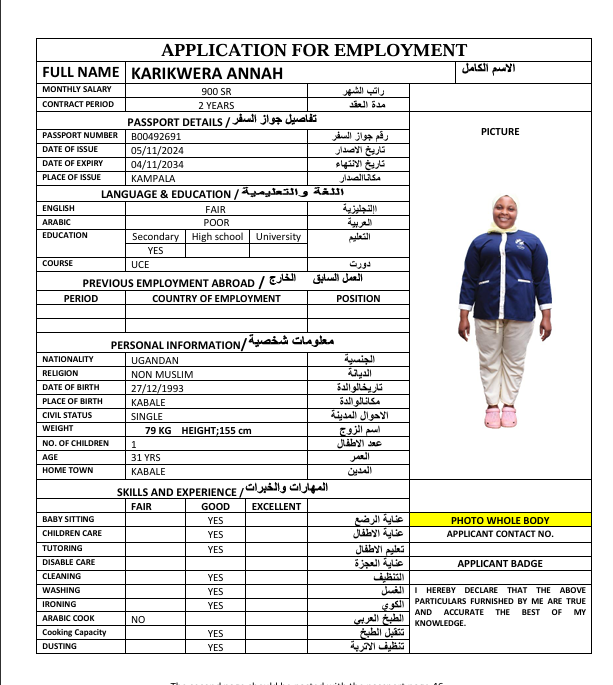 APPLICATION FOR EMPLOYMENT
FULL NAME KARIKWERA ANNAH الاسم الكامل
MONTHLY SALARY 900 SR راتب الشهر
CONTRACT PERIOD 2 YEARS مدة العقد
PASSPORT DETAILS / تفاصيل جواز السفر
PICTURE
PASSPORT NUMBER B00492691 رقم جواز السفر
DATE OF ISSUE 05/11/2024 تاريخ الاصدار
DATE OF EXPIRY 04/11/2034 تاريخ الانتهاء
PLACE OF ISSUE KAMPALA مكاناالصدار
LANGUAGE & EDUCATION / اللغة والتعليمية
ENGLISH FAIR االنجليزية
ARABIC POOR العربية
EDUCATION Secondary High school University التعليم
YES
COURSE UCE دورت
PREVIOUS EMPLOYMENT ABROAD / العمل السابق الخارج
PERIOD COUNTRY OF EMPLOYMENT POSITION
PERSONAL INFORMATION/ معلومات شخصية
NATIONALITY UGANDAN الجنسية
RELIGION NON MUSLIM الديانة
DATE OF BIRTH 27/12/1993 تاريخالوالدة
PLACE OF BIRTH KABALE مكانالوالدة
CIVIL STATUS SINGLE الاحوال المدينة
WEIGHT 79 KG HEIGHT;155 cm اسم الزوج
NO. OF CHILDREN 1 عدد الاطفال
AGE 31 YRS العمر
HOME TOWN KABALE المدين
SKILLS AND EXPERIENCE / المهارات والخبرات
FAIR GOOD EXCELLENT
BABY SITTING YES عناية الرضع
PHOTO WHOLE BODY
CHILDREN CARE YES عناية الاطفال
APPLICANT CONTACT NO.
TUTORING YES تعليم الاطفال
DISABLE CARE عناية العجزة
APPLICANT BADGE
CLEANING YES التنظيف
WASHING YES الغسل
IRONING YES الكوي
ARABIC COOK NO الطبخ العربي
Cooking Capacity YES تتقبل الطبخ
DUSTING YES تنظيف الاتربة
I HEREBY DECLARE THAT THE ABOVE
PARTICULARS FURNISHED BY ME ARE TRUE
AND ACCURATE THE BEST OF MY
KNOWLEDGE.